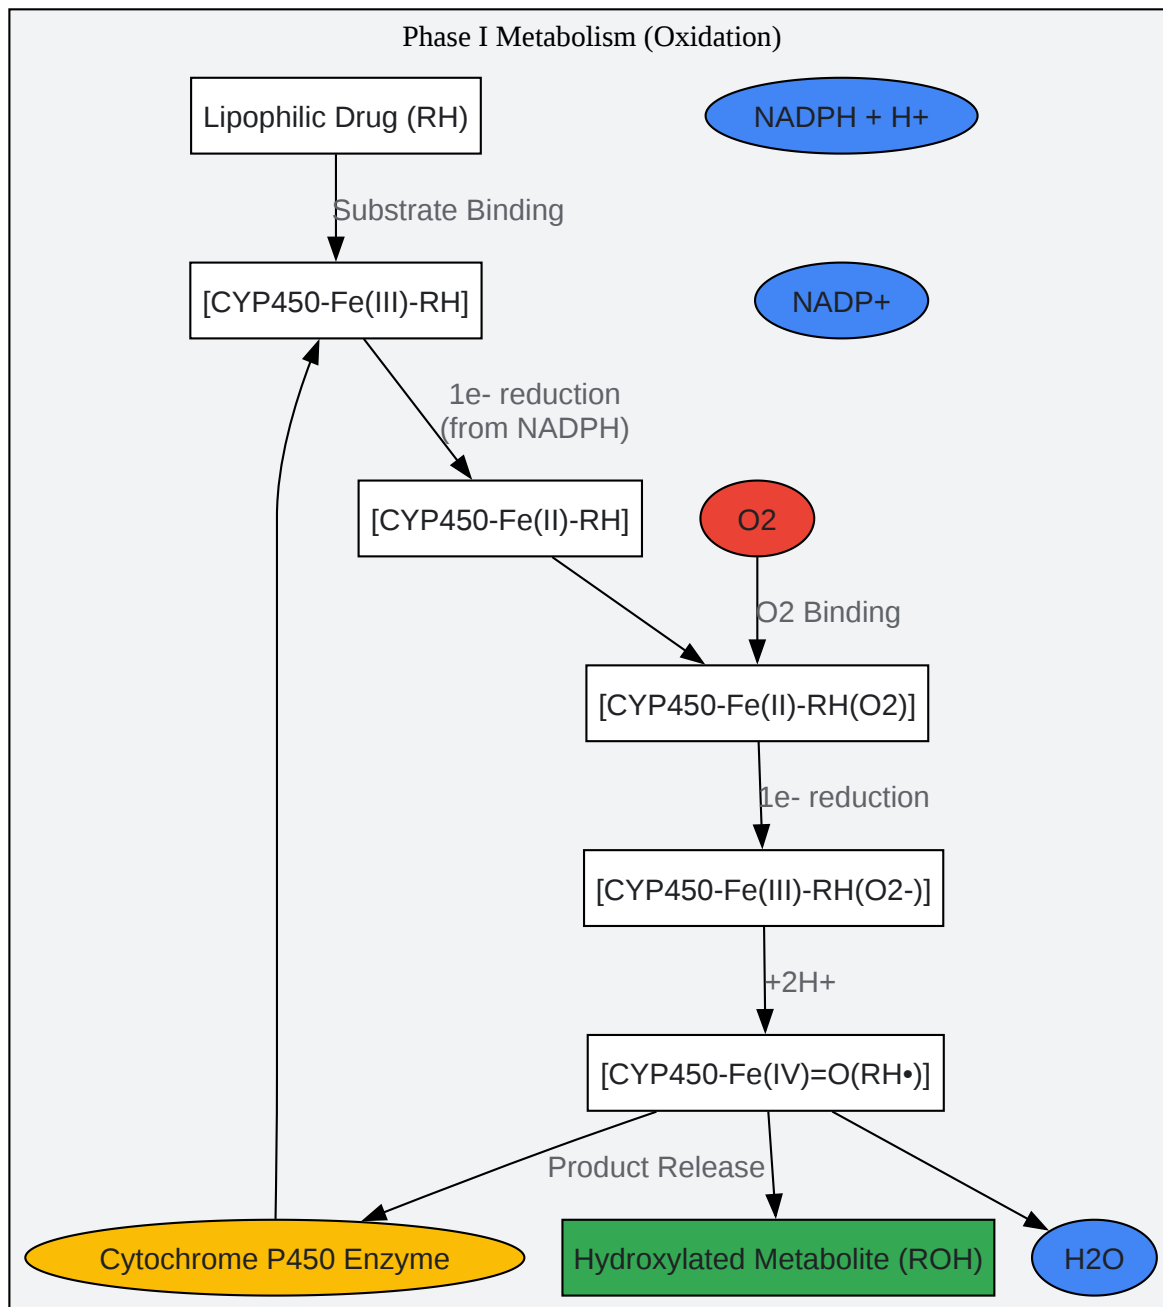 Phase I Metabolism (Oxidation)
Lipophilic Drug (RH)
NADPH + H+
Substrate Binding
[CYP450-Fe(III)-RH]
NADP+
1e- reduction
(from NADPH)
[CYP450-Fe(II)-RH]
O2
O2 Binding
[CYP450-Fe(II)-RH(O2)]
1e- reduction
[CYP450-Fe(III)-RH(O2-)]
+2H+
[CYP450-Fe(IV)=O(RH•)]
Product Release
Cytochrome P450 Enzyme
Hydroxylated Metabolite (ROH)
H2O